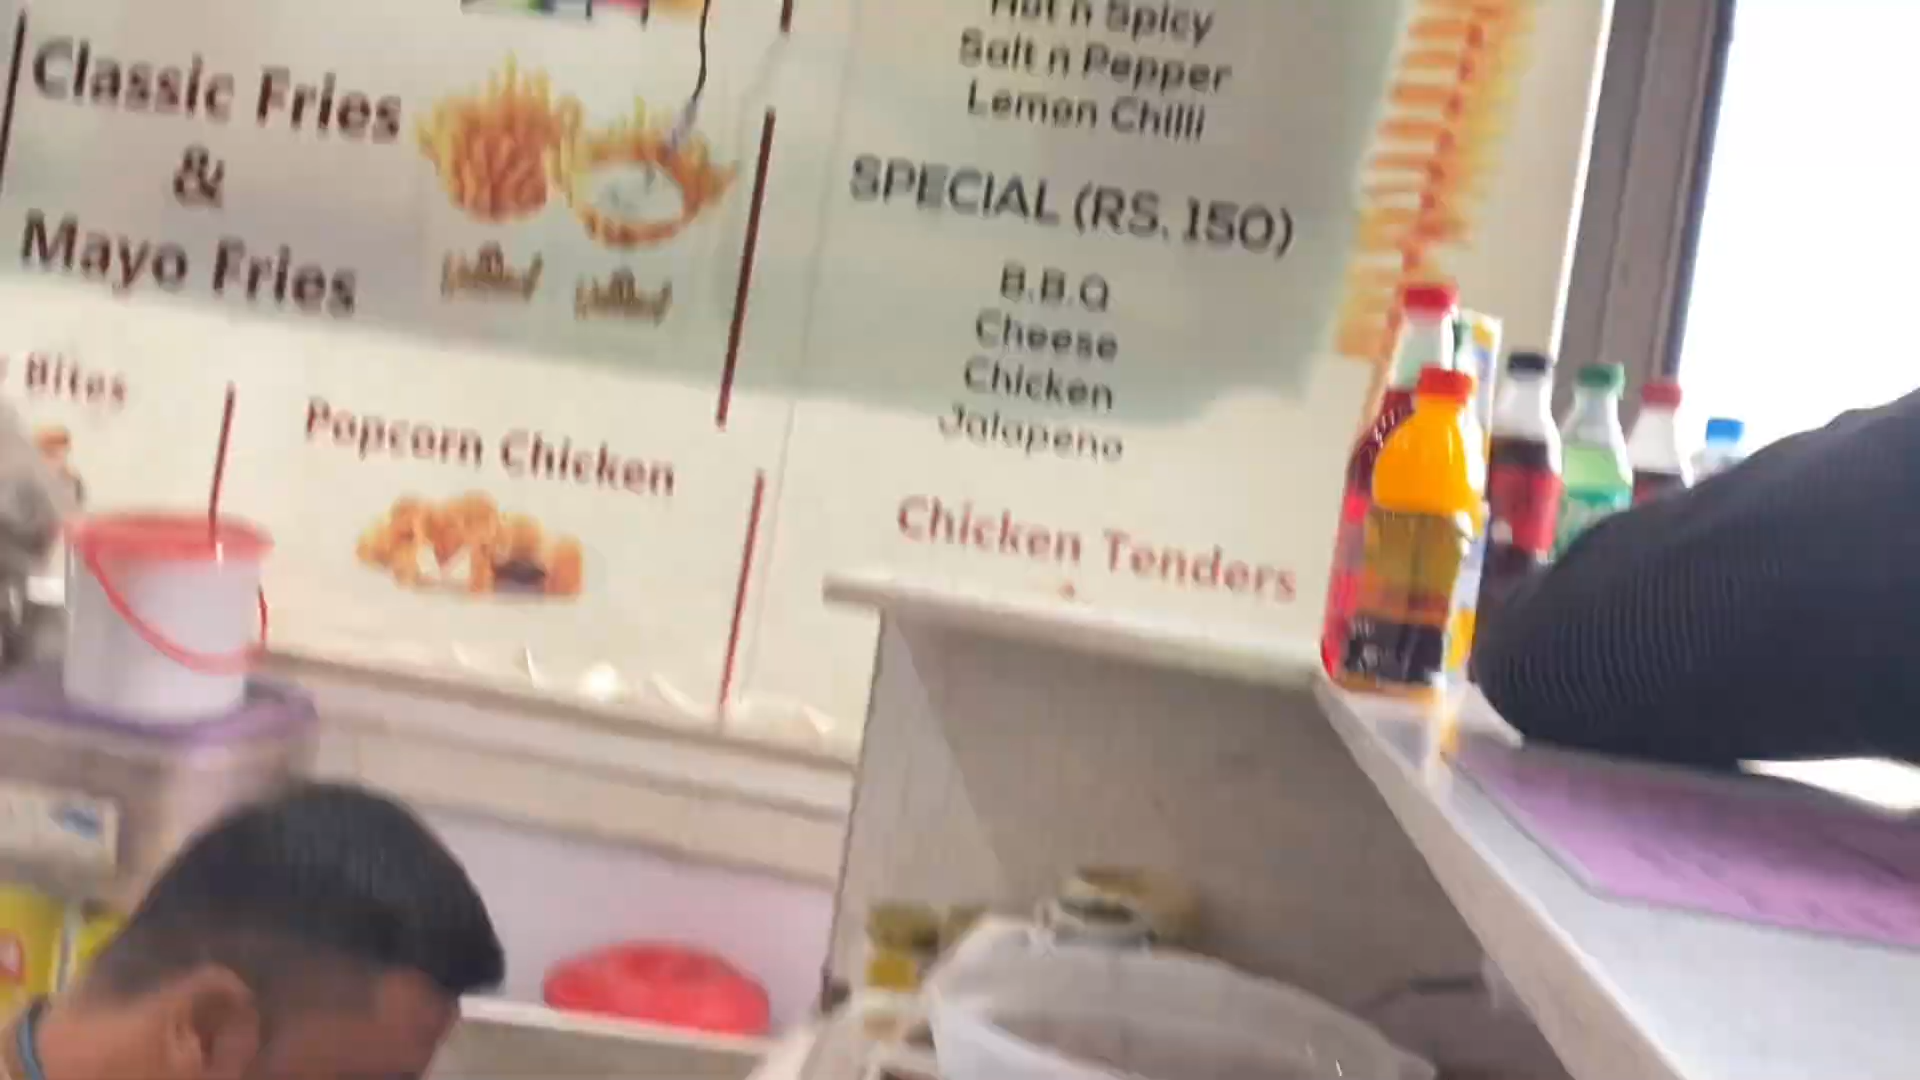 Classic Fries
&
Mayo Fries
Bites
Popcorn Chicken
Hot n Spicy
Salt n Pepper
Lemon Chilli
SPECIAL (RS. 150)
B.B.Q
Cheese
Chicken
Jalapeno
Chicken Tenders